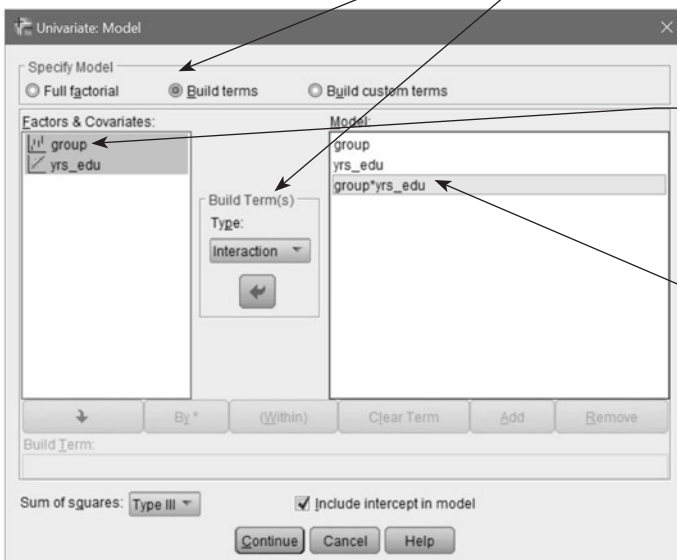 Univariate: Model
Specify Model
Full factorial Build terms Build custom terms
Factors & Covariates:
group
yrs_edu
Build Term(s)
Type:
Interaction
Model:
group
yrs_edu
group*yrs_edu
By * (Within) Clear Term Add Remove
Build Term:
Sum of squares: Type III Include intercept in model
Continue Cancel Help